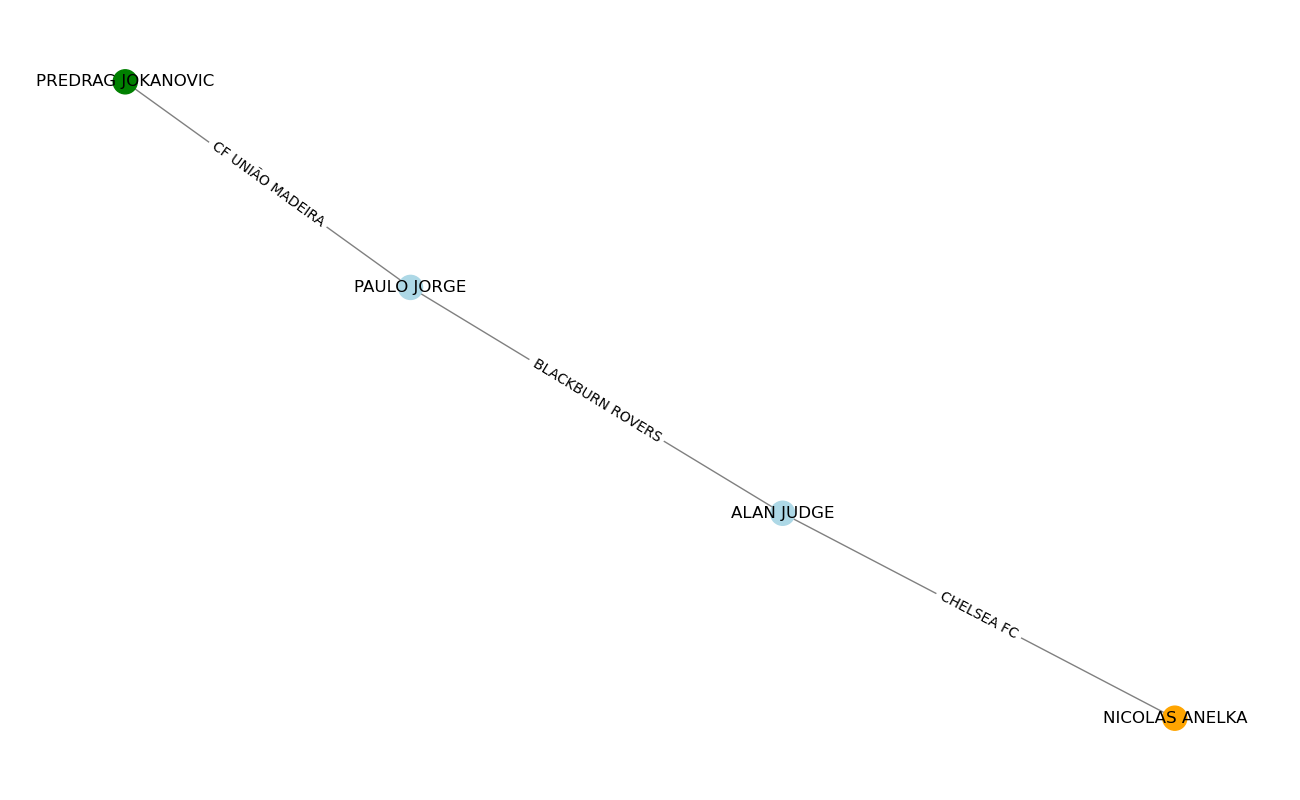 PREDRAG JOKANOVIC
CF UNIÃO MADEIRA
PAULO JORGE
BLACKBURN ROVERS
ALAN JUDGE
CHELSEA FC
NICOLAS ANELKA